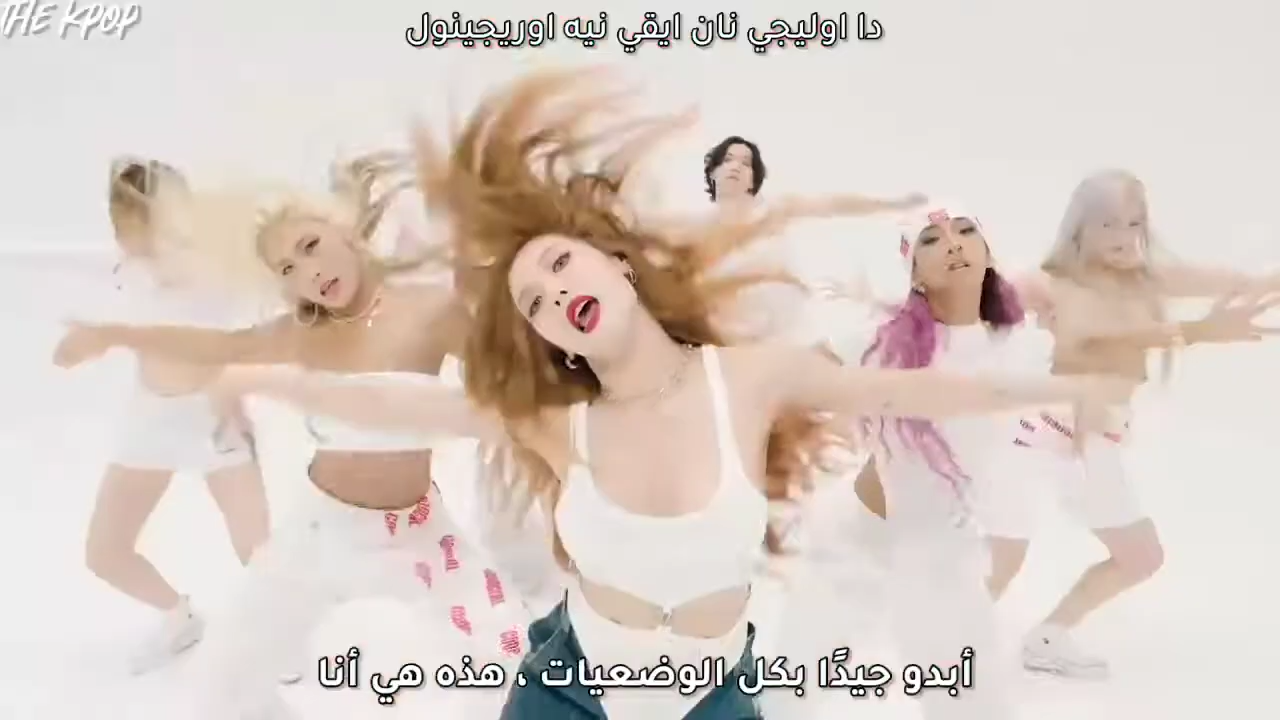 THE KPOP
دا اوليجي نان ايقي نيه اوريجينول
أبدو جيدًا بكل الوضعيات ، هذه هي أنا